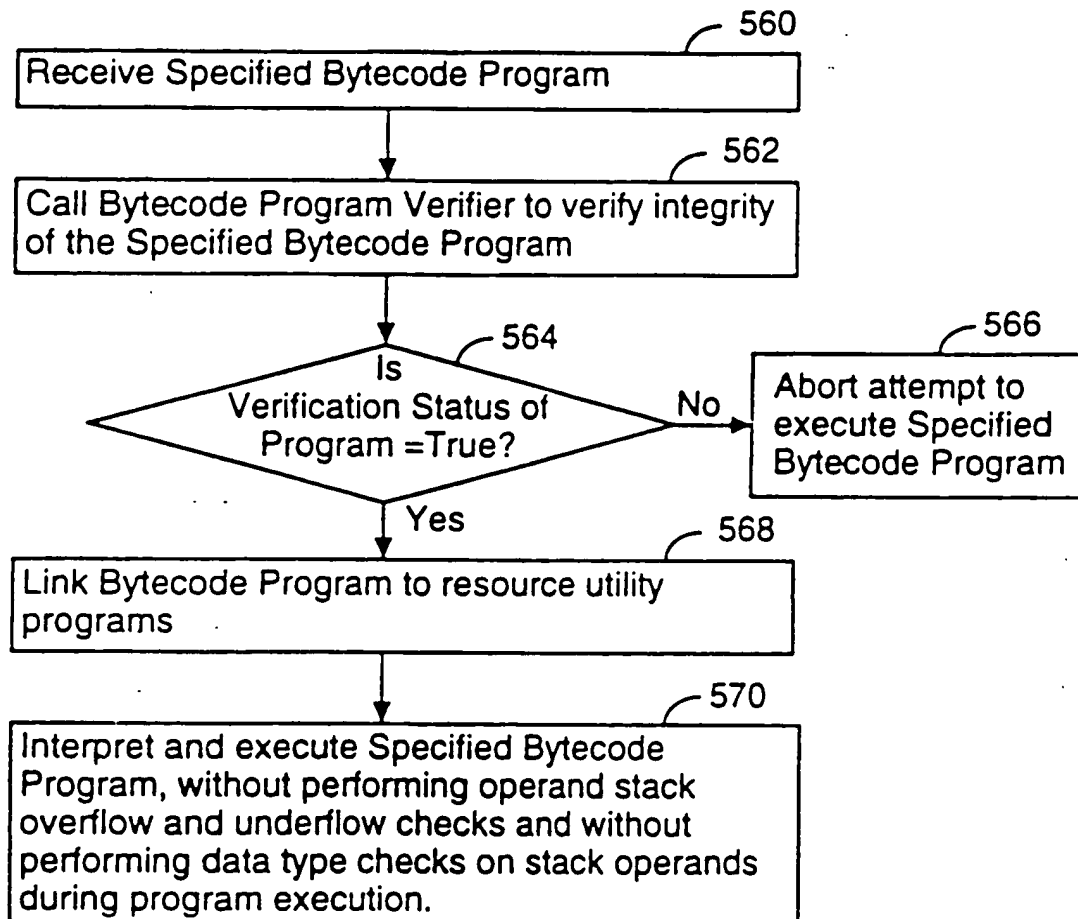 560
Receive Specified Bytecode Program
562
Call Bytecode Program Verifier to verify integrity
of the Specified Bytecode Program
564
Is
Verification Status of
Program =True?
No
566
Abort attempt to
execute Specified
Bytecode Program
Yes
568
Link Bytecode Program to resource utility
programs
570
Interpret and execute Specified Bytecode
Program, without performing operand stack
overflow and underflow checks and without
performing data type checks on stack operands
during program execution.